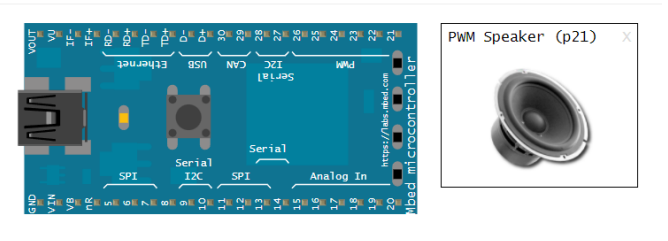 VOUT VU IF- IF+ RD- RD+ TD- TD+ D- D+ 30 29 28 27 26 25 24 23 22 21
Ethernet USB CAN I2C PWM
Serial
https://labs.mbed.com
Mbed microcontroller
Serial
Serial
SPI I2C SPI Analog In
GND VIN VB nR 5 6 7 8 9 10 11 12 13 14 15 16 17 18 19 20
PWM Speaker (p21) X